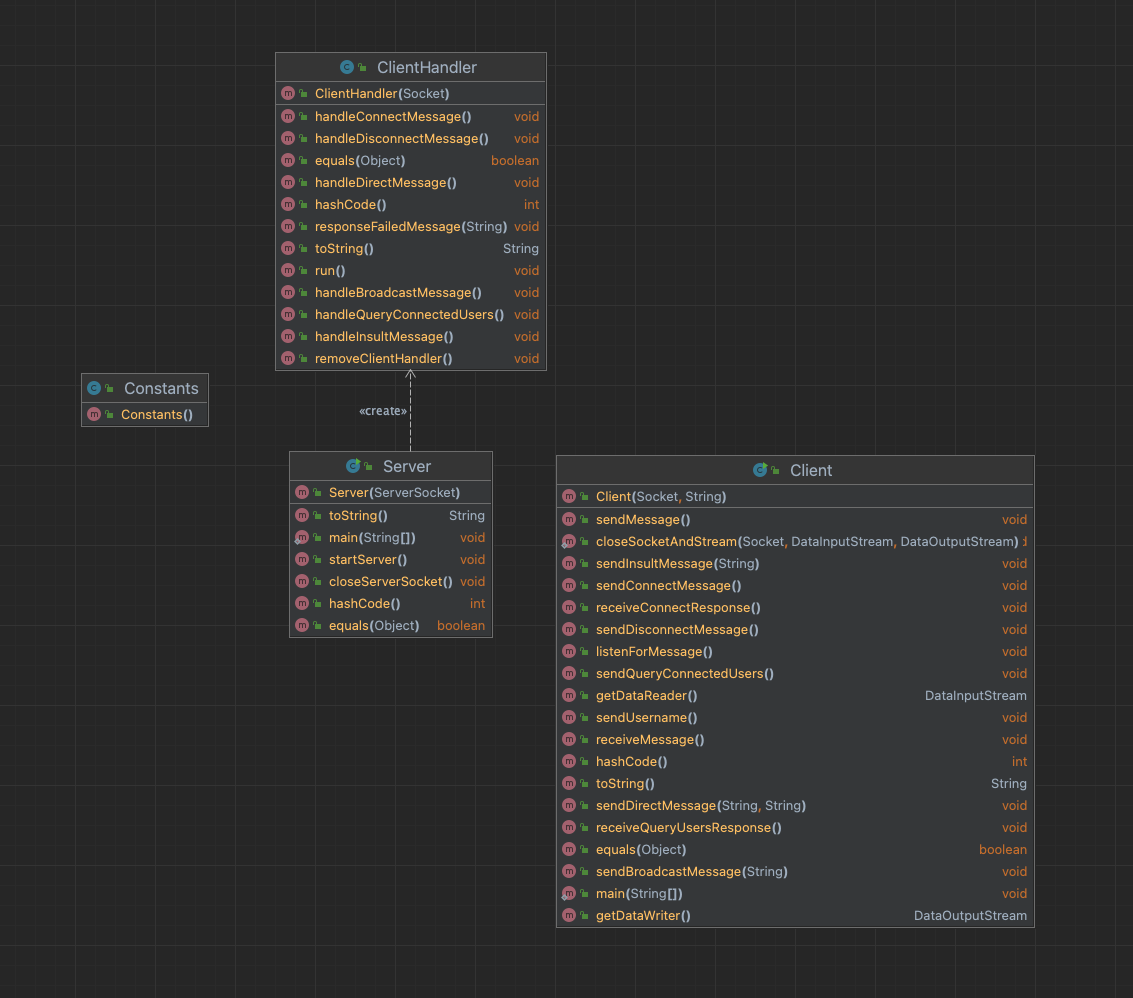 ClientHandler
ClientHandler(Socket)
handleConnectMessage() void
handleDisconnectMessage() void
equals(Object) boolean
handleDirectMessage() void
hashCode() int
responseFailedMessage(String) void
toString() String
run() void
handleBroadcastMessage() void
handleQueryConnectedUsers() void
handleInsultMessage() void
removeClientHandler() void
Constants
Constants()
«create»
Server
Server(ServerSocket)
toString() String
main(String[]) void
startServer() void
closeServerSocket() void
hashCode() int
equals(Object) boolean
Client
Client(Socket, String)
sendMessage() void
closeSocketAndStream(Socket, DataInputStream, DataOutputStream)
sendInsultMessage(String) void
sendConnectMessage() void
receiveConnectResponse() void
sendDisconnectMessage() void
listenForMessage() void
sendQueryConnectedUsers() void
getDataReader() DataInputStream
sendUsername() void
receiveMessage() void
hashCode() int
toString() String
sendDirectMessage(String, String) void
receiveQueryUsersResponse() void
equals(Object) boolean
sendBroadcastMessage(String) void
main(String[]) void
getDataWriter() DataOutputStream